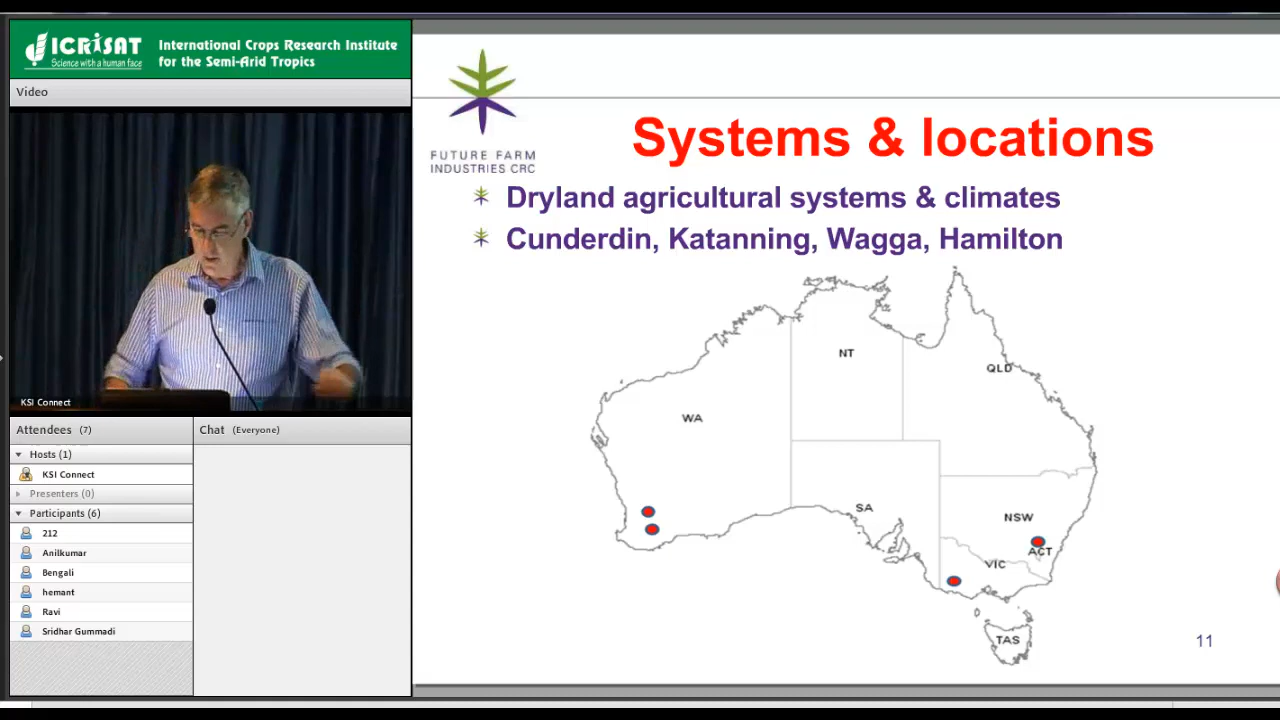 ICRISAT
Science with a human face
International Crops Research Institute
for the Semi-Arid Tropics
Video
KSI Connect
Attendees (7)
Hosts (1)
KSI Connect
Presenters (0)
Participants (6)
212
Anilkumar
Bengali
hemant
Ravi
Sridhar Gummadi
Chat (Everyone)
FUTURE FARM
INDUSTRIES CRC
Systems & locations
Dryland agricultural systems & climates
Cunderdin, Katanning, Wagga, Hamilton
NT
QLD
WA
SA
NSW
ACT
VIC
TAS
11